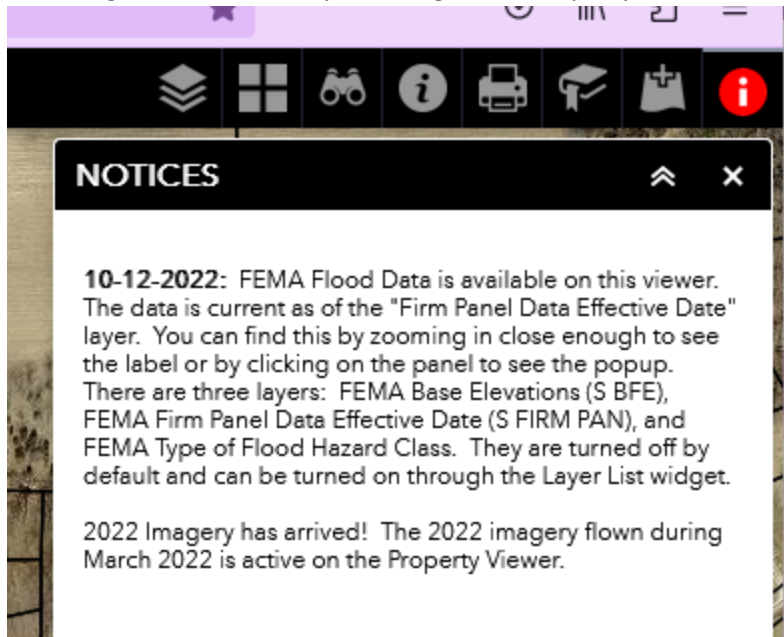 NOTICES
10-12-2022: FEMA Flood Data is available on this viewer.
The data is current as of the "Firm Panel Data Effective Date"
layer. You can find this by zooming in close enough to see
the label or by clicking on the panel to see the popup.
There are three layers: FEMA Base Elevations (S BFE),
FEMA Firm Panel Data Effective Date (S FIRM PAN), and
FEMA Type of Flood Hazard Class. They are turned off by
default and can be turned on through the Layer List widget.
2022 Imagery has arrived! The 2022 imagery flown during
March 2022 is active on the Property Viewer.